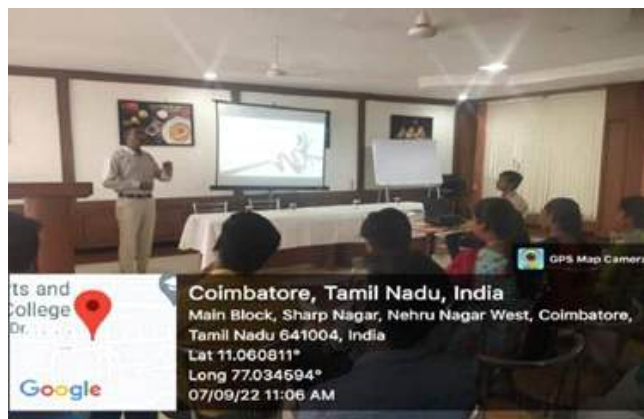 GPS Map Camera
rts and
College
Dr.
Google
Coimbatore, Tamil Nadu, India
Main Block, Sharp Nagar, Nehru Nagar West, Coimbatore,
Tamil Nadu 641004, India
Lat 11.060811°
Long 77.034594°
07/09/22 11:06 AM